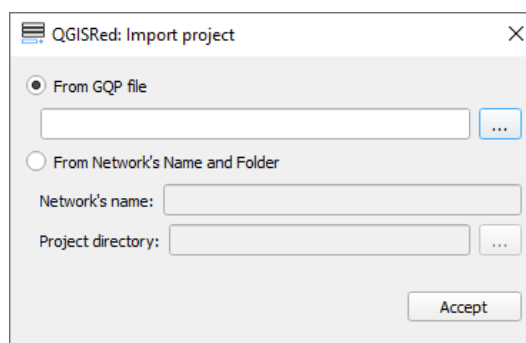 QGISRed: Import project
From GQP file
...
From Network's Name and Folder
Network's name:
Project directory:
...
Accept